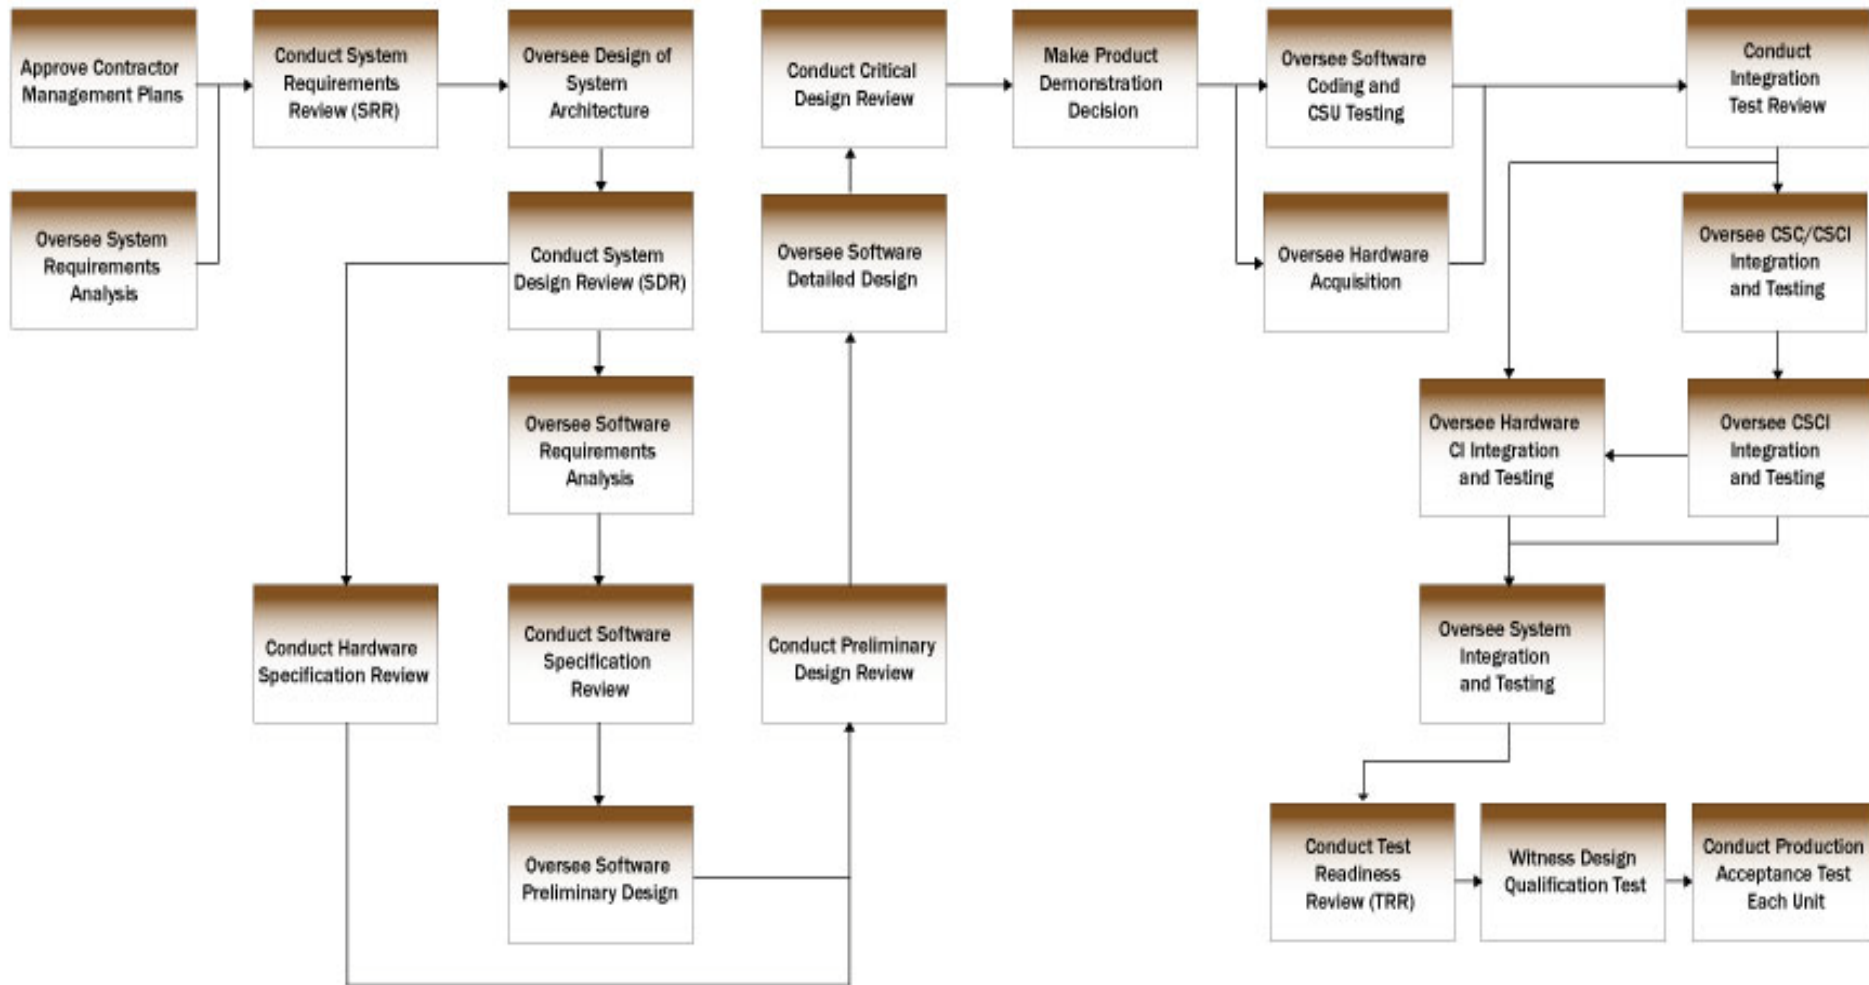 Approve Contractor
Management Plans
Conduct System
Requirements
Review (SRR)
Oversee Design of
System
Architecture
Conduct Critical
Design Review
Make Product
Demonstration
Decision
Oversee Software
Coding and
CSU Testing
Conduct
Integration
Test Review
Oversee System
Requirements
Analysis
Conduct System
Design Review (SDR)
Oversee Software
Detailed Design
Oversee Hardware
Acquisition
Oversee CSC/CSCI
Integration
and Testing
Oversee Software
Requirements
Analysis
Oversee Hardware
CI Integration
and Testing
Oversee CSCI
Integration
and Testing
Conduct Hardware
Specification Review
Conduct Software
Specification
Review
Conduct Preliminary
Design Review
Oversee System
Integration
and Testing
Oversee Software
Preliminary Design
Conduct Test
Readiness
Review (TRR)
Witness Design
Qualification Test
Conduct Production
Acceptance Test
Each Unit